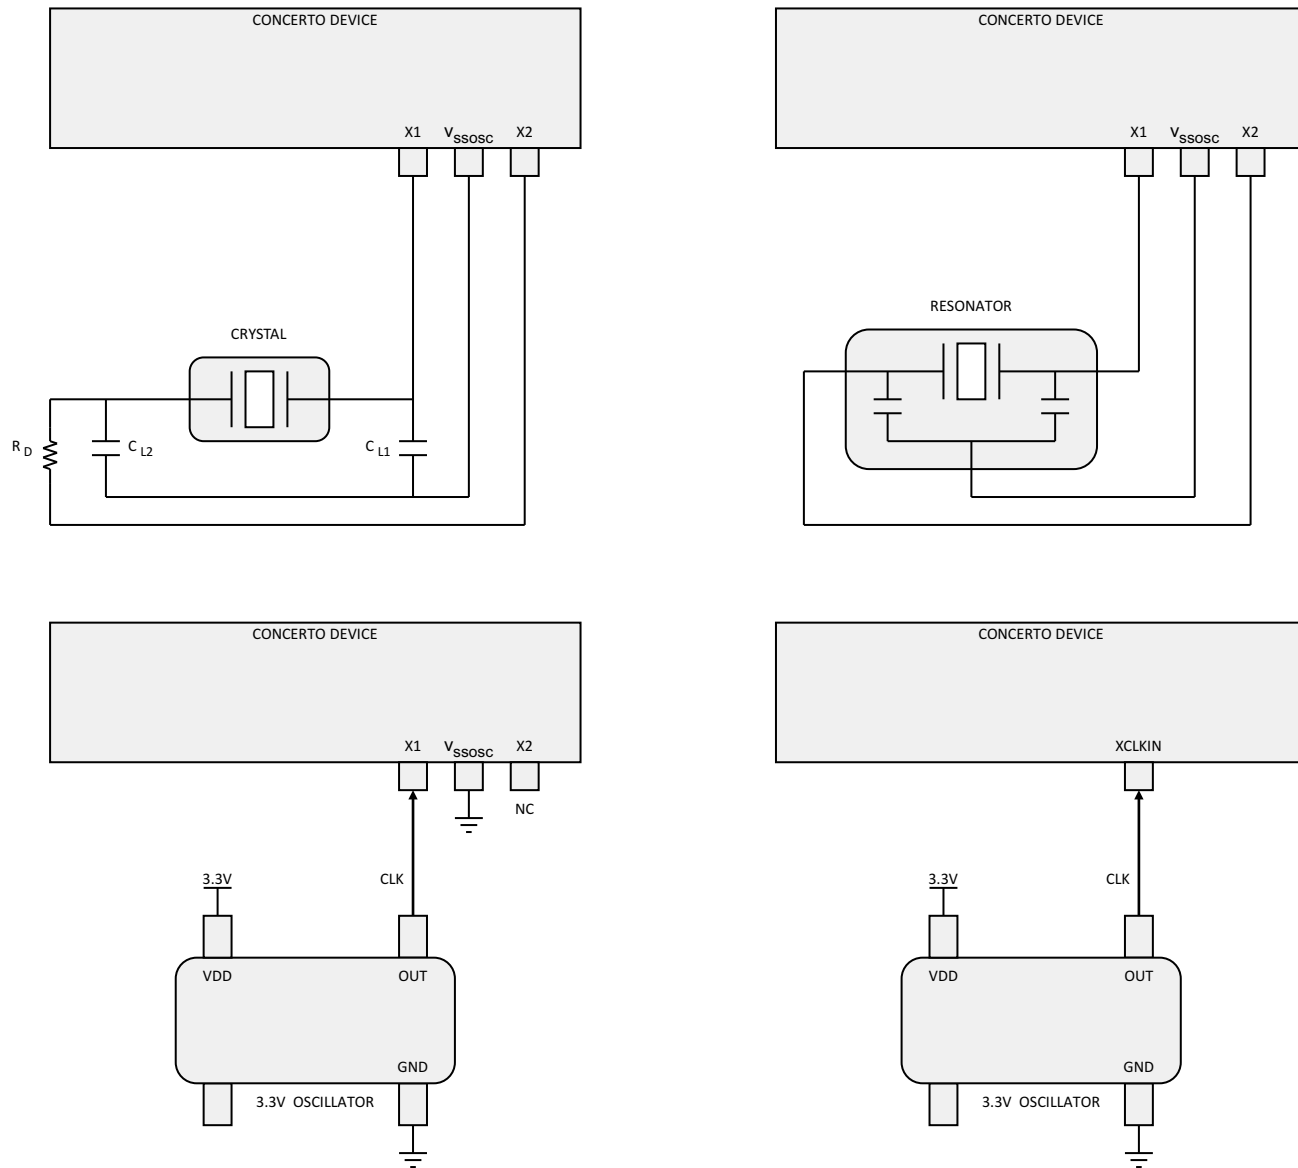 CONCERTO DEVICE
X1 VSSOSC X2
CRYSTAL
RD CL2 CL1
CONCERTO DEVICE
X1 VSSOSC X2
RESONATOR
CONCERTO DEVICE
X1 VSSOSC X2
NC
3.3V CLK
VDD OUT
GND
3.3V OSCILLATOR
CONCERTO DEVICE
XCLKIN
3.3V CLK
VDD OUT
GND
3.3V OSCILLATOR